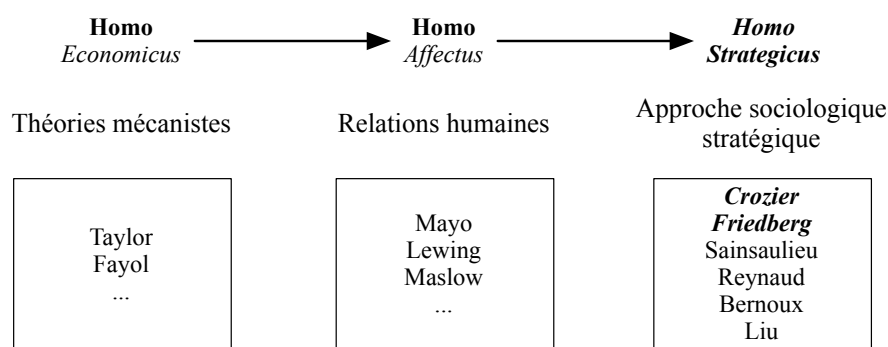 Homo
Economicus
Homo
Affectus
Homo
Strategicus
Théories mécanistes
Relations humaines
Approche sociologique
stratégique
Taylor
Fayol
...
Mayo
Lewing
Maslow
...
Crozier
Friedberg
Sainsaulieu
Reynaud
Bernoux
Liu